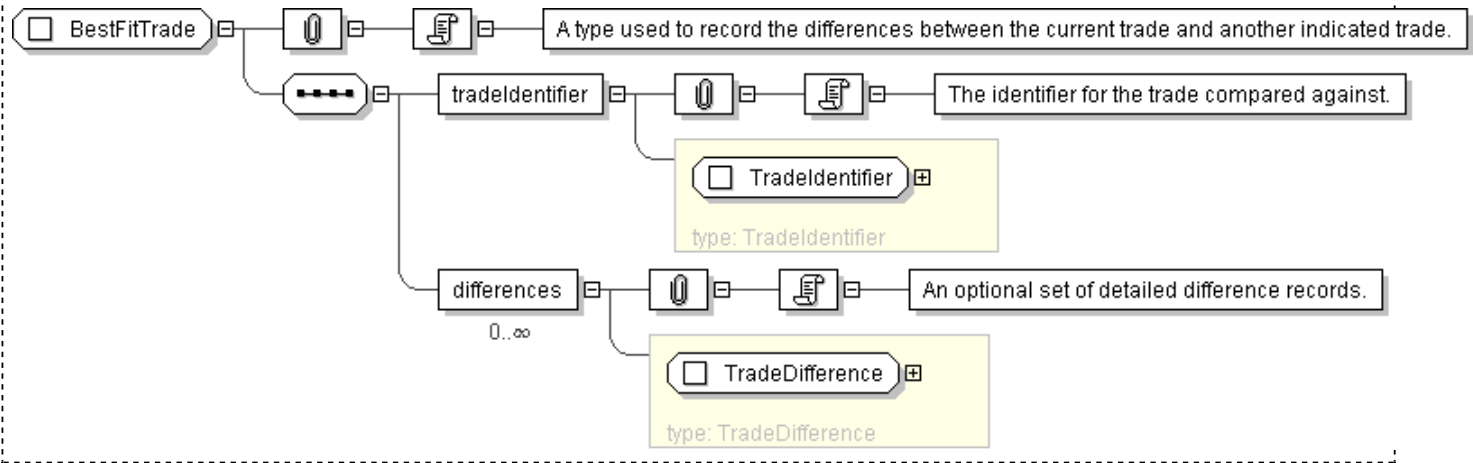 BestFitTrade
A type used to record the differences between the current trade and another indicated trade.
tradeIdentifier
The identifier for the trade compared against.
TradeIdentifier
type: TradeIdentifier
differences
An optional set of detailed difference records.
0..∞
TradeDifference
type: TradeDifference